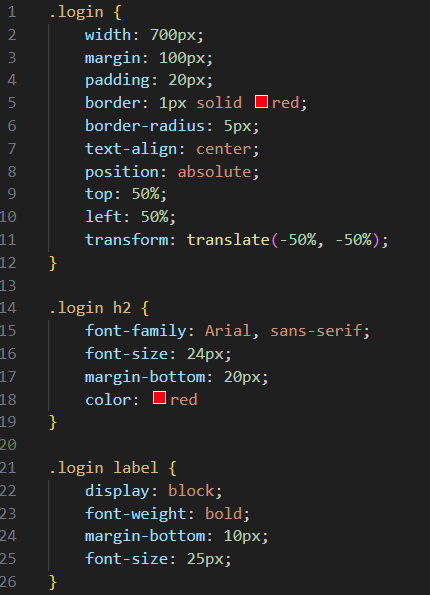 1 .login {
2 width: 700px;
3 margin: 100px;
4 padding: 20px;
5 border: 1px solid red;
6 border-radius: 5px;
7 text-align: center;
8 position: absolute;
9 top: 50%;
10 left: 50%;
11 transform: translate(-50%, -50%);
12 }
13
14 .login h2 {
15 font-family: Arial, sans-serif;
16 font-size: 24px;
17 margin-bottom: 20px;
18 color: red
19 }
20
21 .login label {
22 display: block;
23 font-weight: bold;
24 margin-bottom: 10px;
25 font-size: 25px;
26 }